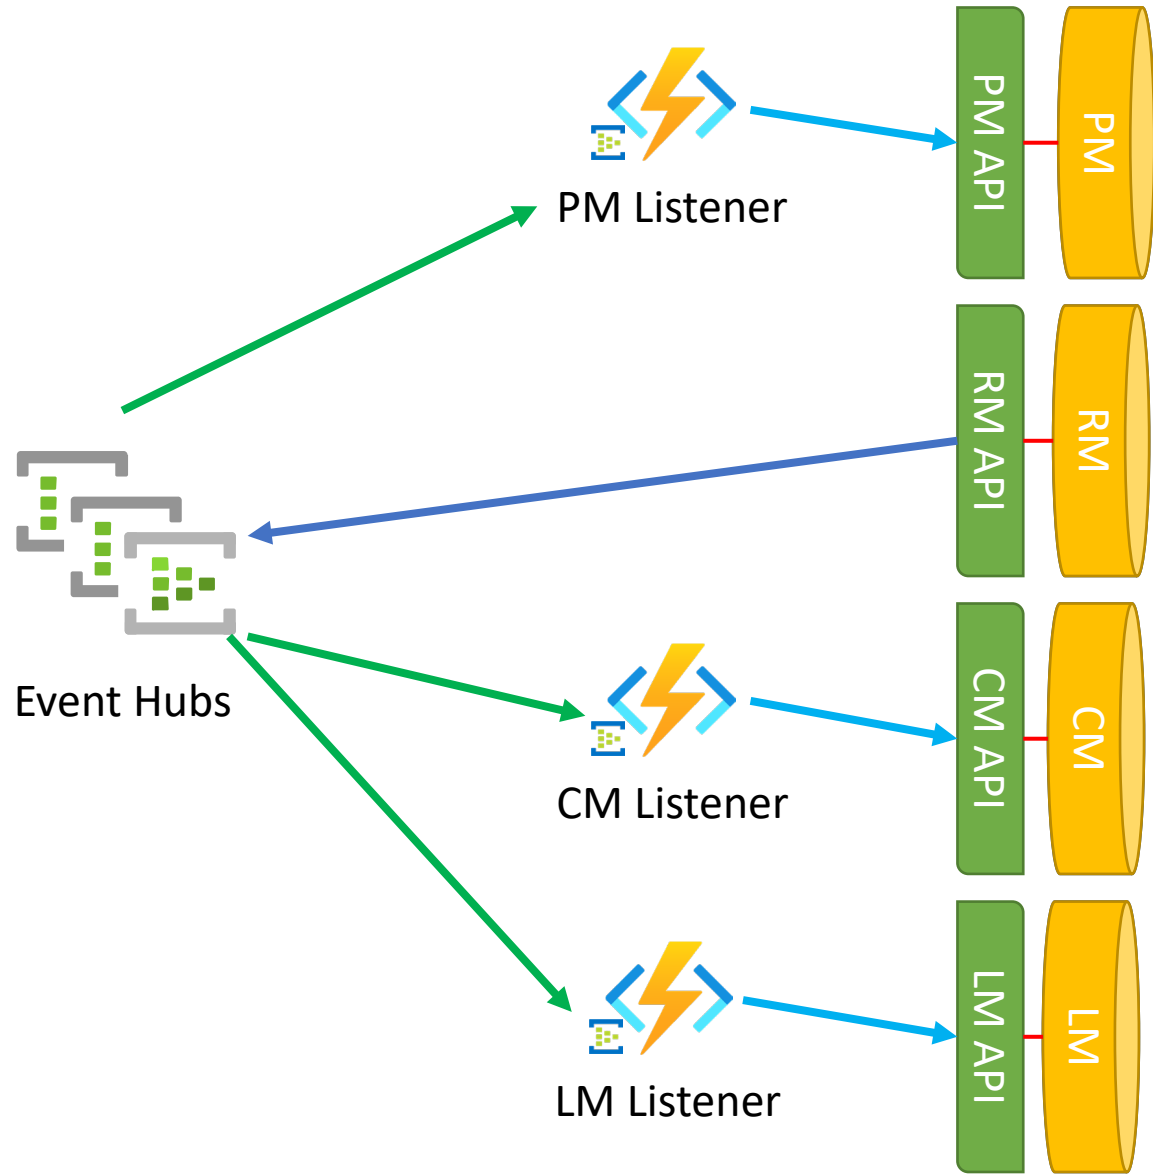 PM Listener
PM API
PM
RM API
RM
Event Hubs
CM Listener
CM API
CM
LM Listener
LM API
LM